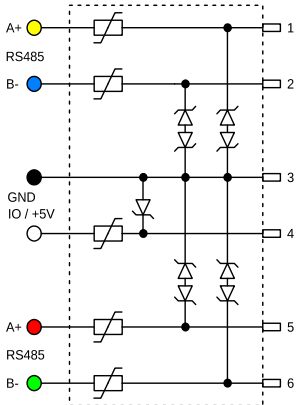 A+ 1
RS485
B- 2
3
GND
IO / +5V
4
A+ 5
RS485
B- 6